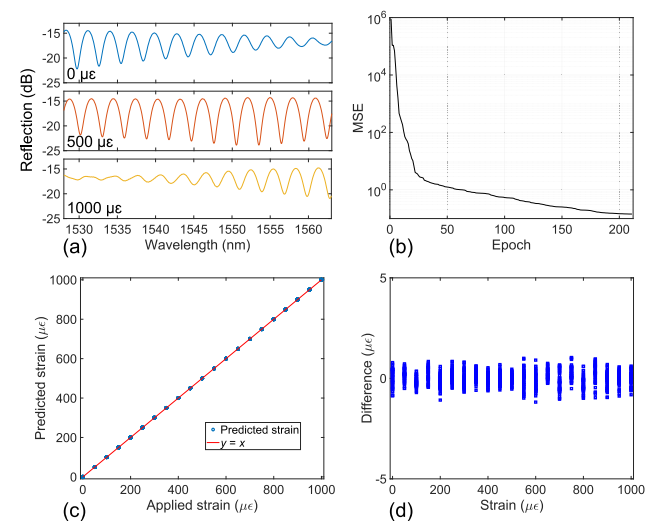 -15
-20
-25
0 με
-15
-20
-25
500 με
-15
-20
-25
1000 με
Reflection (dB)
1530 1535 1540 1545 1550 1555 1560
Wavelength (nm)
(a)
10^6
10^4
10^2
10^0
MSE
0 50 100 150 200
Epoch
(b)
1000
800
600
400
200
0
Predicted strain (με)
Predicted strain
y = x
0 200 400 600 800 1000
Applied strain (με)
(c)
5
0
-5
Difference (με)
0 200 400 600 800 1000
Strain (με)
(d)